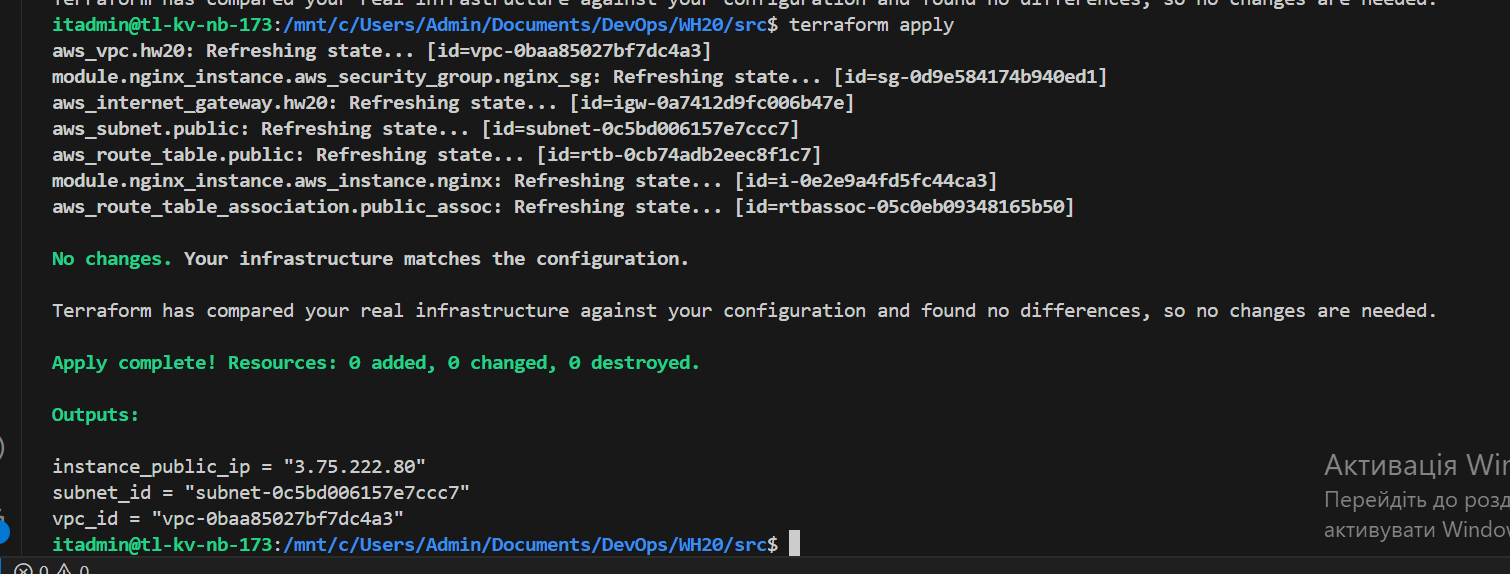 Terraform has compared your real infrastructure against your configuration and found no differences, so no changes are needed.
itadmin@tl-kv-nb-173:/mnt/c/Users/Admin/Documents/DevOps/WH20/src$ terraform apply
aws_vpc.hw20: Refreshing state... [id=vpc-0baa85027bf7dc4a3]
module.nginx_instance.aws_security_group.nginx_sg: Refreshing state... [id=sg-0d9e584174b940ed1]
aws_internet_gateway.hw20: Refreshing state... [id=igw-0a7412d9fc006b47e]
aws_subnet.public: Refreshing state... [id=subnet-0c5bd006157e7ccc7]
aws_route_table.public: Refreshing state... [id=rtb-0cb74adb2eec8f1c7]
module.nginx_instance.aws_instance.nginx: Refreshing state... [id=i-0e2e9a4fd5fc44ca3]
aws_route_table_association.public_assoc: Refreshing state... [id=rtbassoc-05c0eb09348165b50]
No changes. Your infrastructure matches the configuration.
Terraform has compared your real infrastructure against your configuration and found no differences, so no changes are needed.
Apply complete! Resources: 0 added, 0 changed, 0 destroyed.
Outputs:
instance_public_ip = "3.75.222.80"
subnet_id = "subnet-0c5bd006157e7ccc7"
vpc_id = "vpc-0baa85027bf7dc4a3"
itadmin@tl-kv-nb-173:/mnt/c/Users/Admin/Documents/DevOps/WH20/src$
Активація Win
Перейдіть до розд
активувати Window
0 0